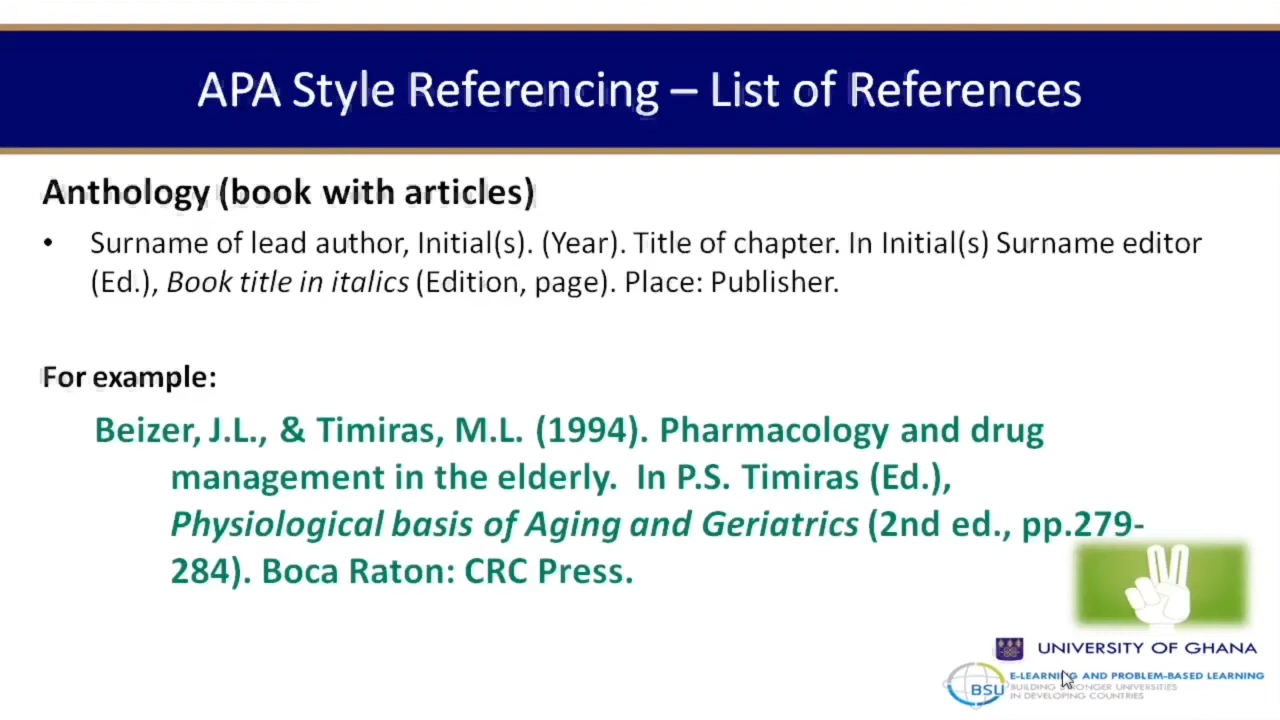 APA Style Referencing – List of References
Anthology (book with articles)
• Surname of lead author, Initial(s). (Year). Title of chapter. In Initial(s) Surname editor
(Ed.), Book title in italics (Edition, page). Place: Publisher.
For example:
Beizer, J.L., & Timiras, M.L. (1994). Pharmacology and drug
management in the elderly.  In P.S. Timiras (Ed.),
Physiological basis of Aging and Geriatrics (2nd ed., pp.279-
284). Boca Raton: CRC Press.
UNIVERSITY OF GHANA
BSU
E-LEARNING AND PROBLEM-BASED LEARNING
BUILDING STRONGER UNIVERSITIES
IN DEVELOPING COUNTRIES